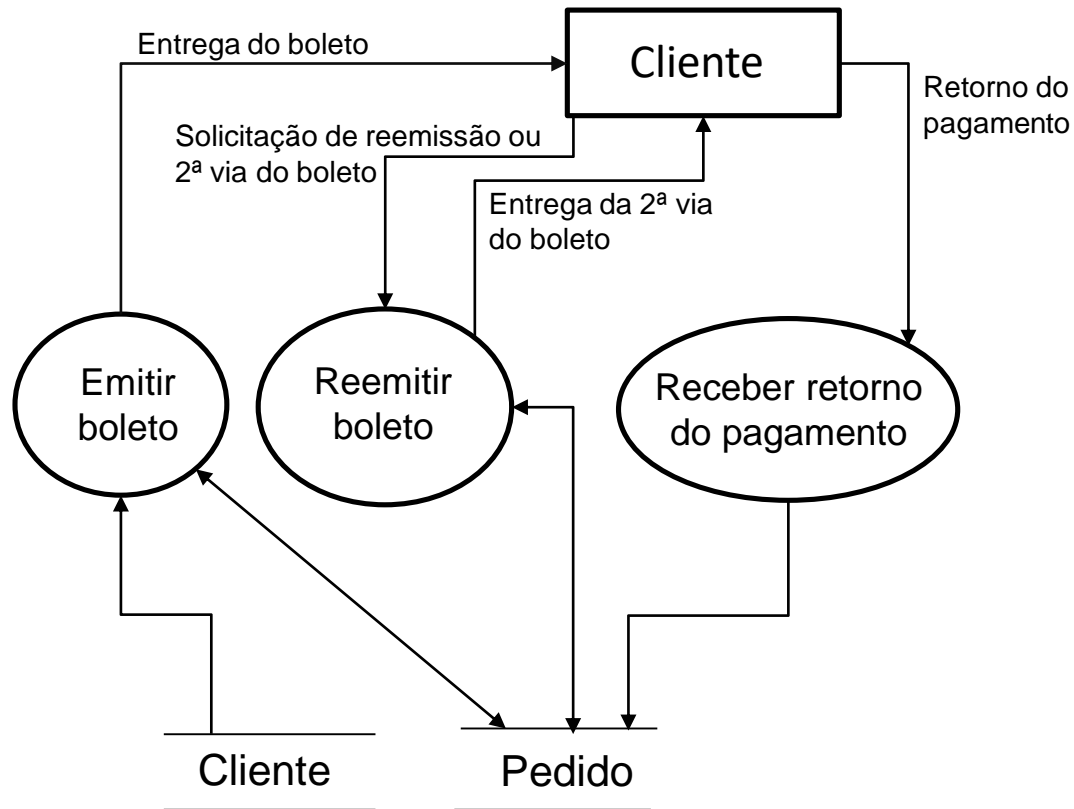 Entrega do boleto
Cliente
Retorno do
pagamento
Solicitação de reemissão ou
2ª via do boleto
Entrega da 2ª via
do boleto
Emitir
boleto
Reemitir
boleto
Receber retorno
do pagamento
Cliente
Pedido